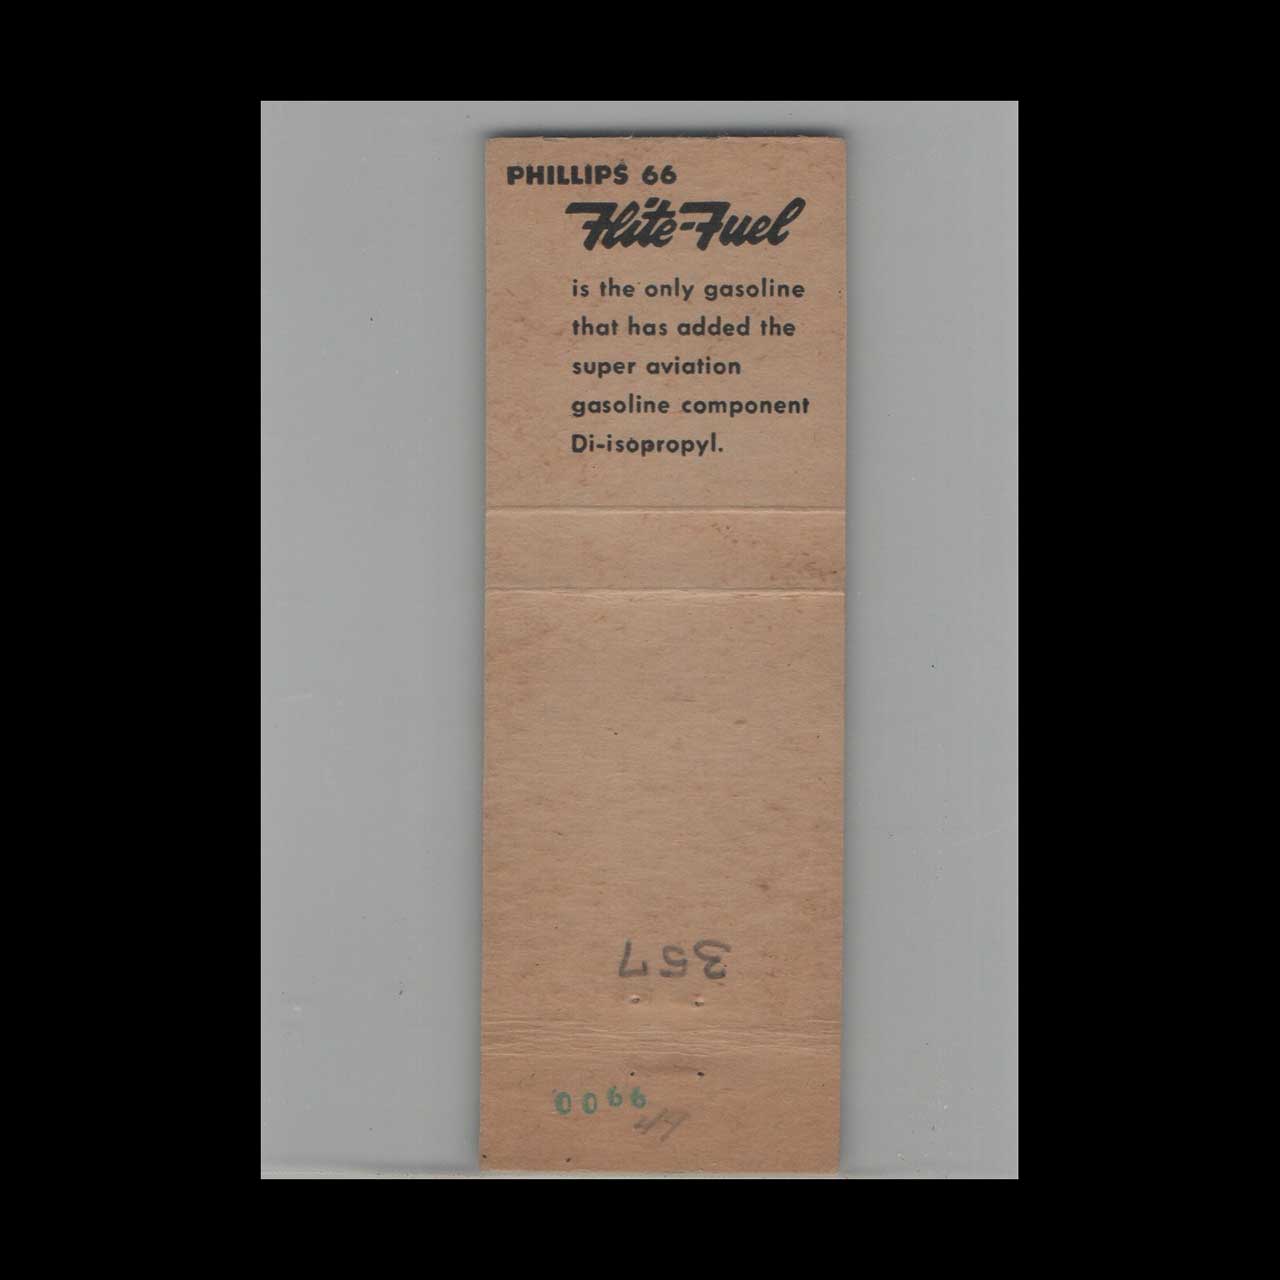 PHILLIPS 66
Flite-Fuel
is the only gasoline
that has added the
super aviation
gasoline component
Di-isopropyl.
357
0066
49